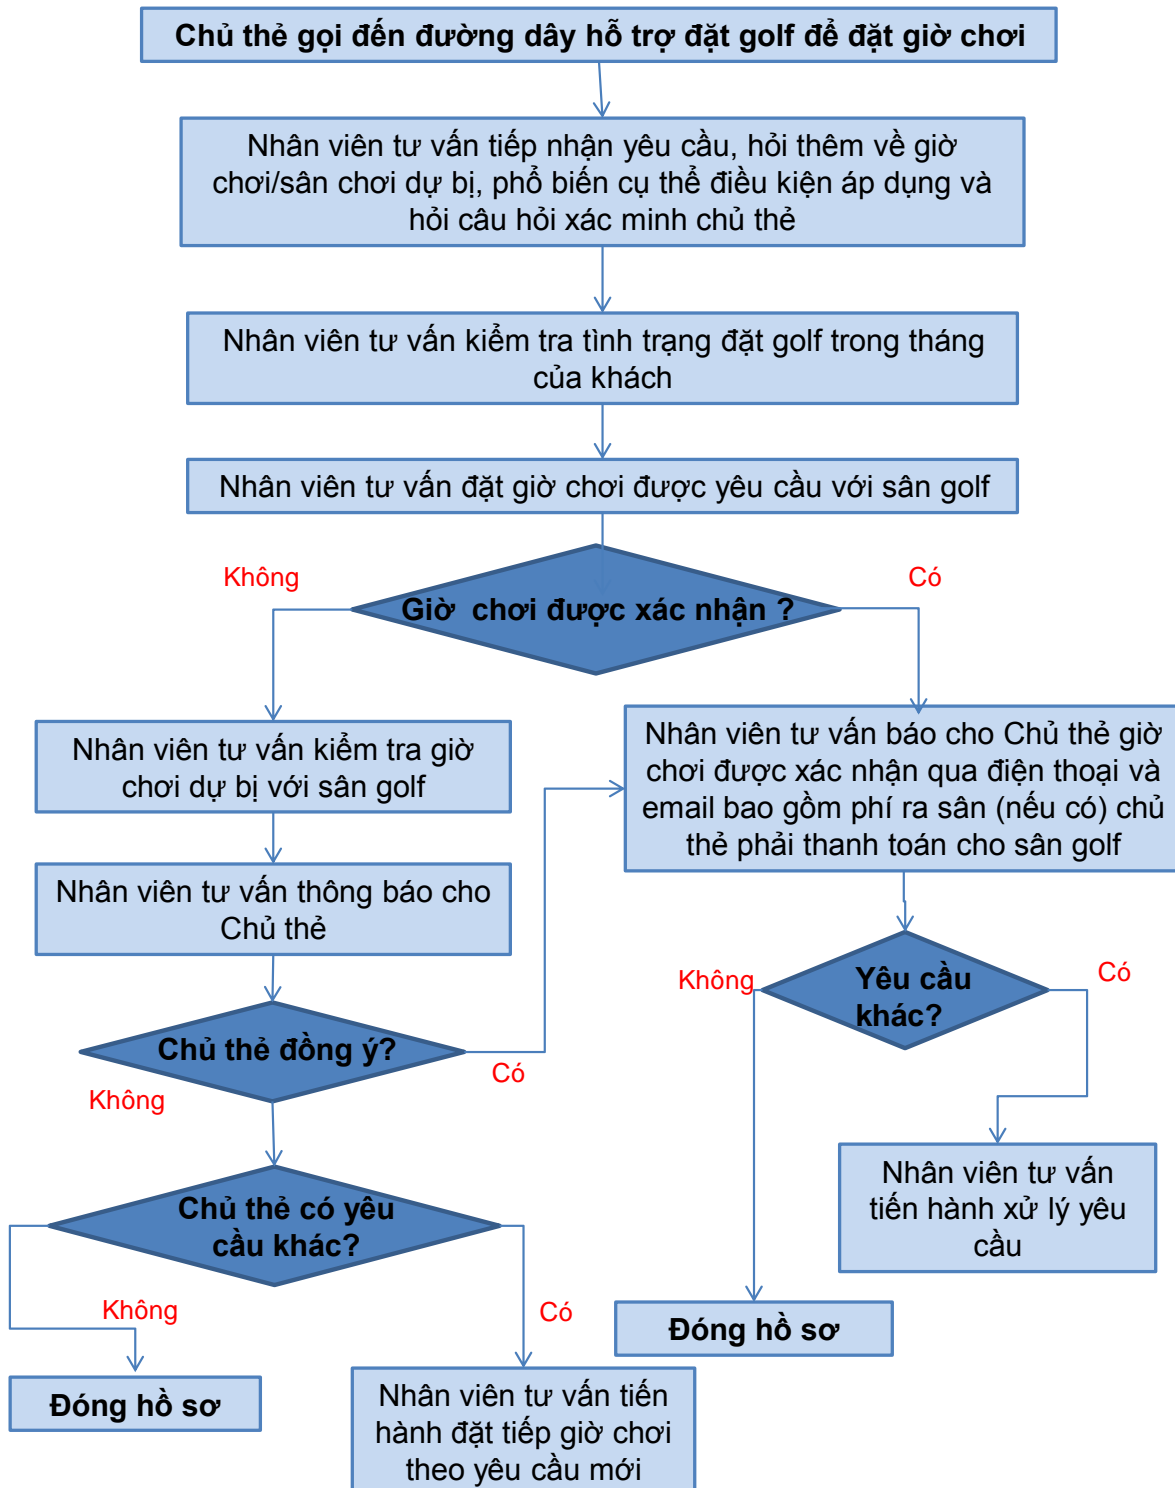 Chủ thẻ gọi đến đường dây hỗ trợ đặt golf để đặt giờ chơi
Nhân viên tư vấn tiếp nhận yêu cầu, hỏi thêm về giờ
chơi/sân chơi dự bị, phổ biến cụ thể điều kiện áp dụng và
hỏi câu hỏi xác minh chủ thẻ
Nhân viên tư vấn kiểm tra tình trạng đặt golf trong tháng
của khách
Nhân viên tư vấn đặt giờ chơi được yêu cầu với sân golf
Không
Có
Giờ chơi được xác nhận ?
Nhân viên tư vấn kiểm tra giờ
chơi dự bị với sân golf
Nhân viên tư vấn báo cho Chủ thẻ giờ
chơi được xác nhận qua điện thoại và
email bao gồm phí ra sân (nếu có) chủ
thẻ phải thanh toán cho sân golf
Nhân viên tư vấn thông báo cho
Chủ thẻ
Không
Yêu cầu
khác?
Có
Chủ thẻ đồng ý?
Có
Không
Nhân viên tư vấn
tiến hành xử lý yêu
cầu
Chủ thẻ có yêu
cầu khác?
Không
Có
Đóng hồ sơ
Đóng hồ sơ
Nhân viên tư vấn tiến
hành đặt tiếp giờ chơi
theo yêu cầu mới